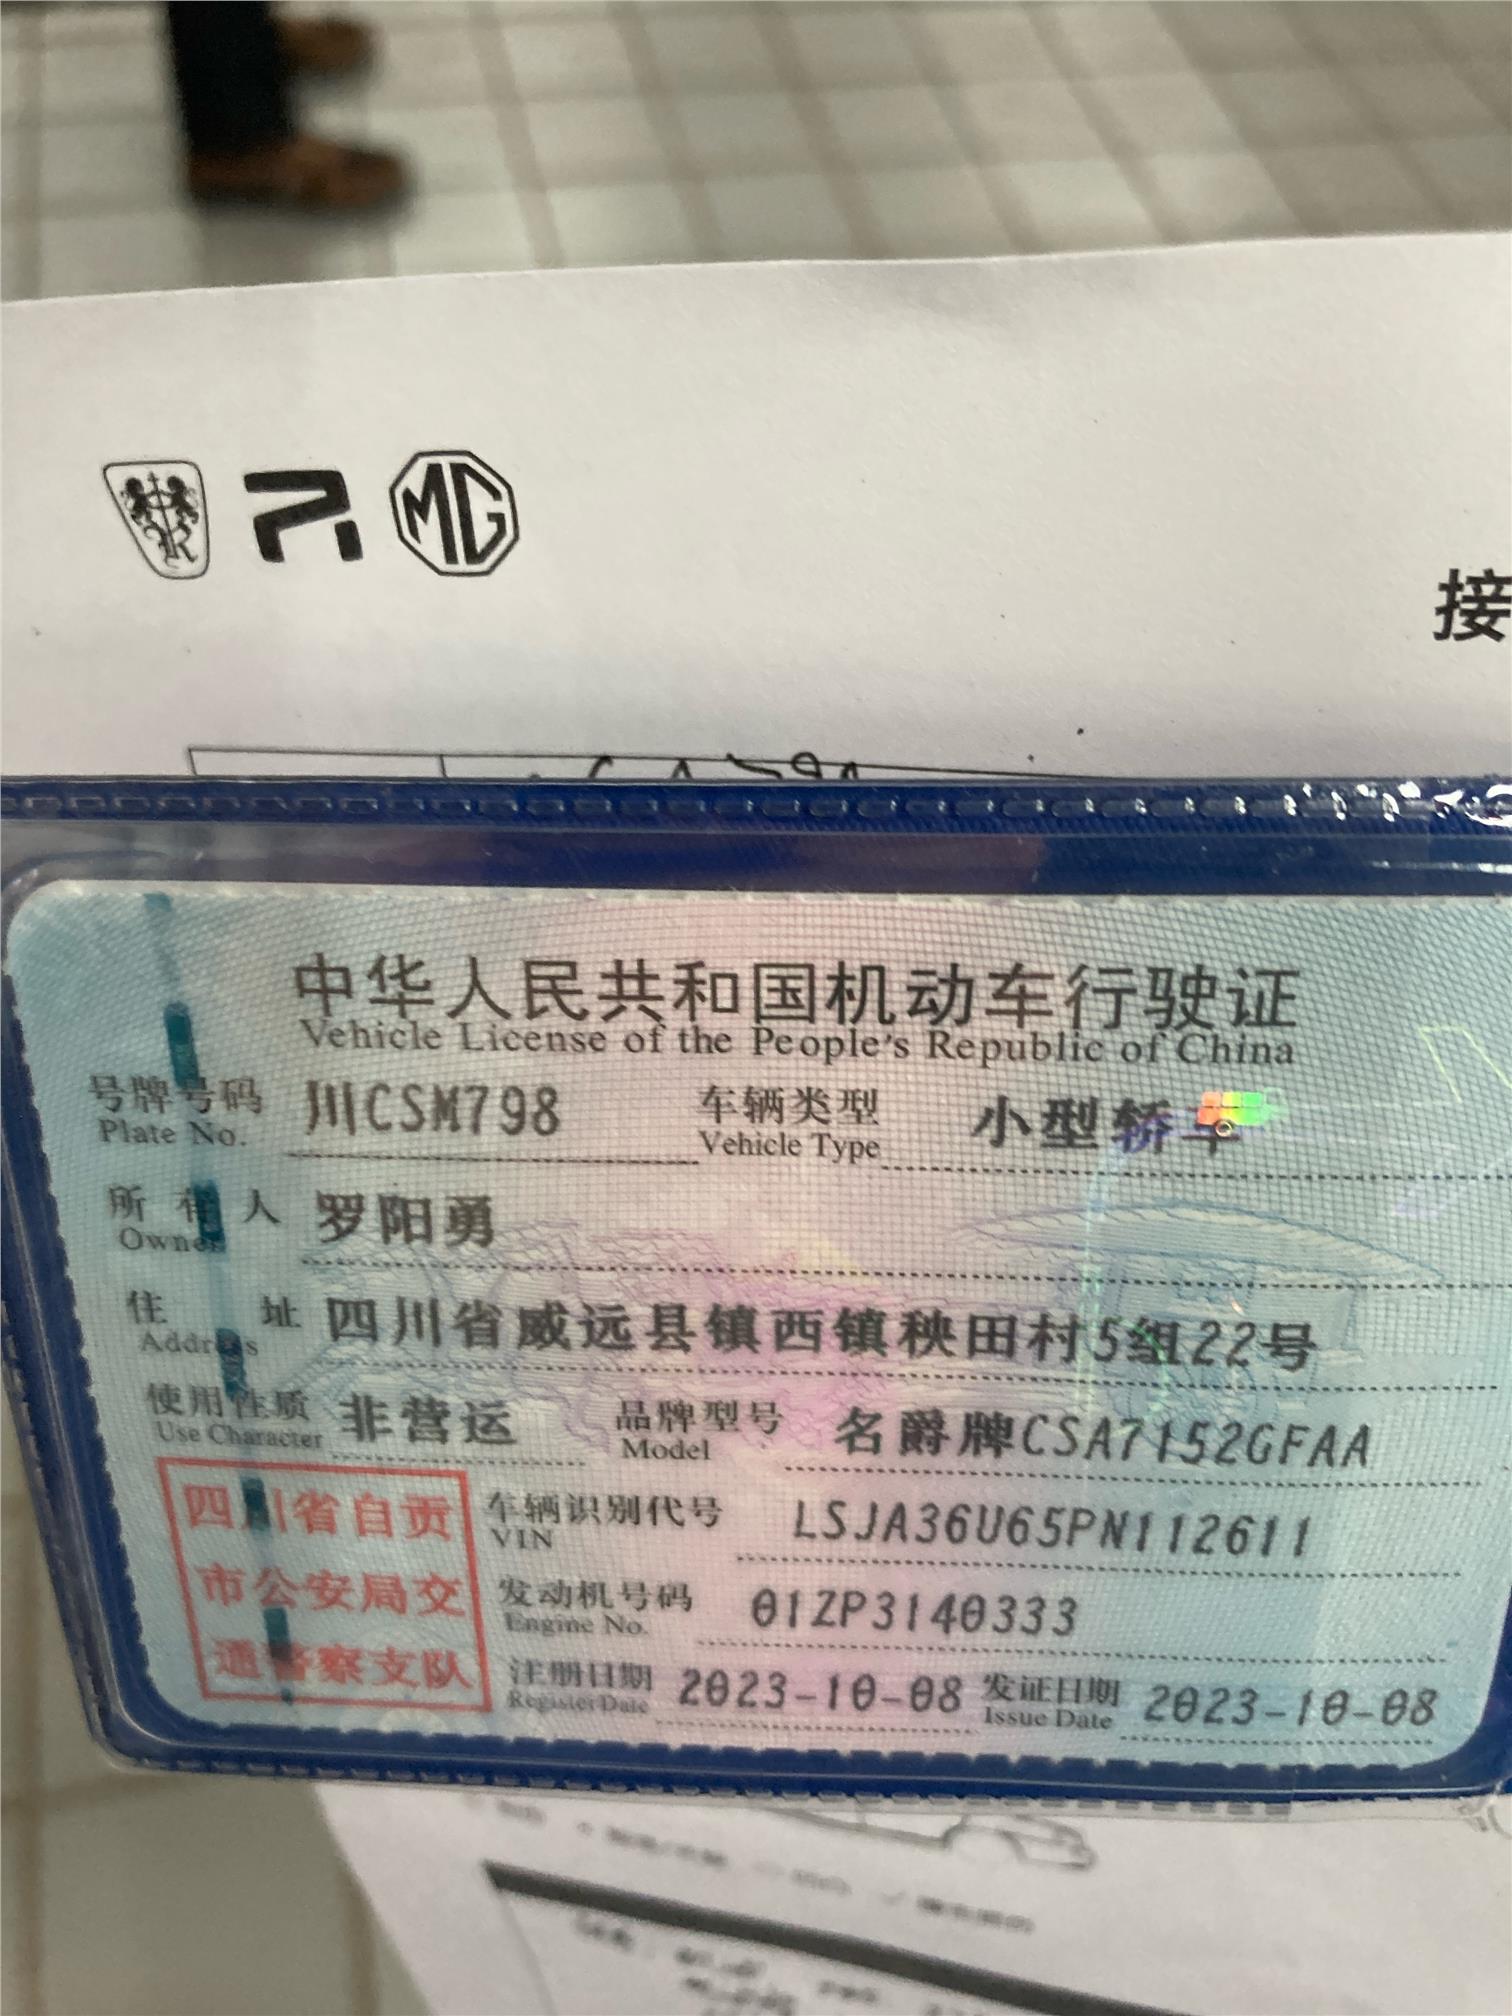 MG
接
中华人民共和国机动车行驶证
Vehicle License of the People's Republic of China
号牌号码 川CSM798 车辆类型 小型轿车
Plate No. Vehicle Type
所有人 罗阳勇
Owner
住址 四川省威远县镇西镇秧田村5组22号
Address
使用性质 非营运 品牌型号 名爵牌CSA7152GFAA
Use Character Model
四川省自贡
市公安局交
通警察支队
车辆识别代号 LSJA36U65PN112611
VIN
发动机号码 01ZP3140333
Engine No.
注册日期 2023-10-08 发证日期 2023-10-08
Register Date Issue Date